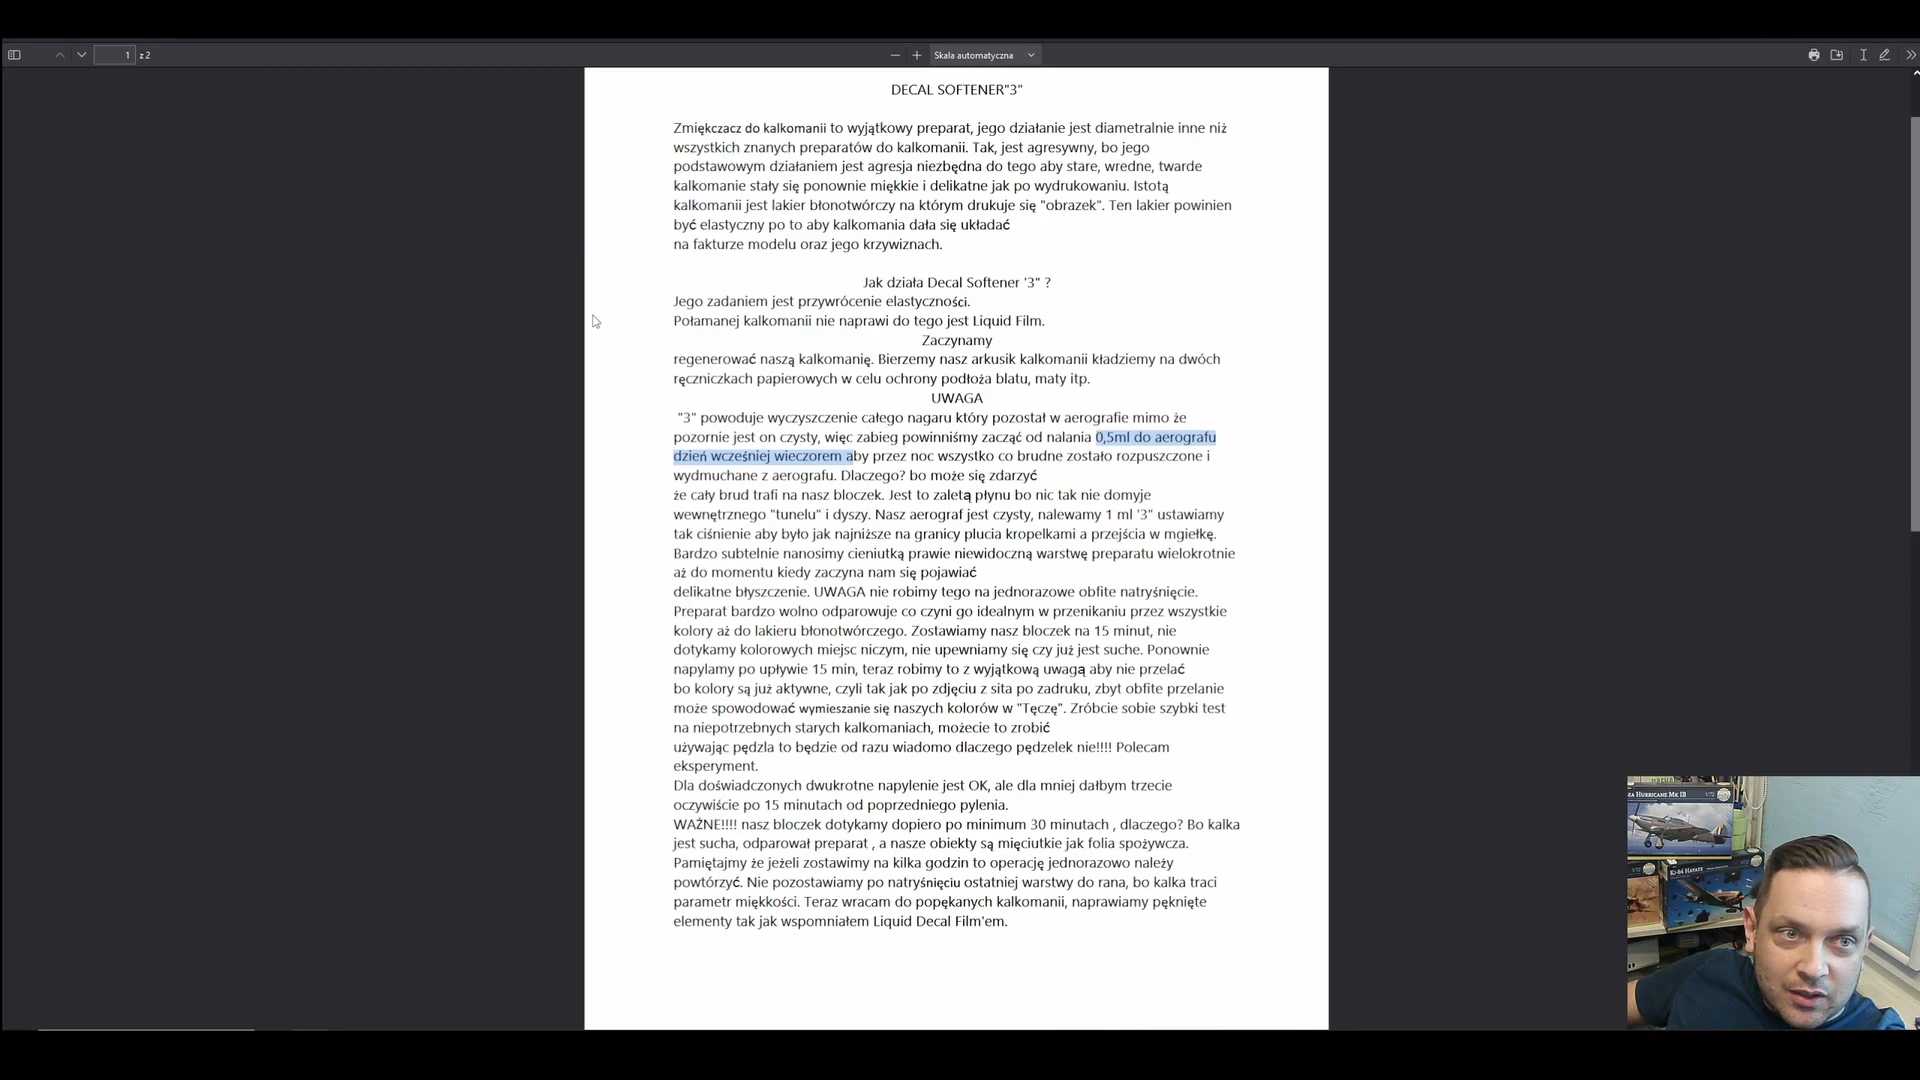 1
z 2
Skala automatyczna
DECAL SOFTENER"3"
Zmiękczacz do kalkomanii to wyjątkowy preparat, jego działanie jest diametralnie inne niż
wszystkich znanych preparatów do kalkomanii. Tak, jest agresywny, bo jego
podstawowym działaniem jest agresja niezbędna do tego aby stare, wredne, twarde
kalkomanie stały się ponownie miękkie i delikatne jak po wydrukowaniu. Istotą
kalkomanii jest lakier błonotwórczy na którym drukuje się "obrazek". Ten lakier powinien
być elastyczny po to aby kalkomania dała się układać
na fakturze modelu oraz jego krzywiznach.
Jak działa Decal Softener '3" ?
Jego zadaniem jest przywrócenie elastyczności.
Połamanej kalkomanii nie naprawi do tego jest Liquid Film.
Zaczynamy
regenerować naszą kalkomanię. Bierzemy nasz arkusik kalkomanii kładziemy na dwóch
ręczniczkach papierowych w celu ochrony podłoża blatu, maty itp.
UWAGA
"3" powoduje wyczyszczenie całego nagaru który pozostał w aerografie mimo że
pozornie jest on czysty, więc zabieg powinniśmy zacząć od nalania 0,5ml do aerografu
dzień wcześniej wieczorem aby przez noc wszystko co brudne zostało rozpuszczone i
wydmuchane z aerografu. Dlaczego? bo może się zdarzyć
że cały brud trafi na nasz bloczek. Jest to zaletą płynu bo nic tak nie domyje
wewnętrznego "tunelu" i dyszy. Nasz aerograf jest czysty, nalewamy 1 ml '3" ustawiamy
tak ciśnienie aby było jak najniższe na granicy plucia kropelkami a przejścia w mgiełkę.
Bardzo subtelnie nanosimy cieniutką prawie niewidoczną warstwę preparatu wielokrotnie
aż do momentu kiedy zaczyna nam się pojawiać
delikatne błyszczenie. UWAGA nie robimy tego na jednorazowe obfite natryśnięcie.
Preparat bardzo wolno odparowuje co czyni go idealnym w przenikaniu przez wszystkie
kolory aż do lakieru błonotwórczego. Zostawiamy nasz bloczek na 15 minut, nie
dotykamy kolorowych miejsc niczym, nie upewniamy się czy już jest suche. Ponownie
napylamy po upływie 15 min, teraz robimy to z wyjątkową uwagą aby nie przelać
bo kolory są już aktywne, czyli tak jak po zdjęciu z sita po zadruku, zbyt obfite przelanie
może spowodować wymieszanie się naszych kolorów w "Tęczę". Zróbcie sobie szybki test
na niepotrzebnych starych kalkomaniach, możecie to zrobić
używając pędzla to będzie od razu wiadomo dlaczego pędzelek nie!!!! Polecam
eksperyment.
Dla doświadczonych dwukrotne napylenie jest OK, ale dla mniej dałbym trzecie
oczywiście po 15 minutach od poprzedniego pylenia.
WAŻNE!!!! nasz bloczek dotykamy dopiero po minimum 30 minutach , dlaczego? Bo kalka
jest sucha, odparował preparat , a nasze obiekty są mięciutkie jak folia spożywcza.
Pamiętajmy że jeżeli zostawimy na kilka godzin to operację jednorazowo należy
powtórzyć. Nie pozostawiamy po natryśnięciu ostatniej warstwy do rana, bo kalka traci
parametr miękkości. Teraz wracam do popękanych kalkomanii, naprawiamy pęknięte
elementy tak jak wspomniałem Liquid Decal Film'em.
HURRICANE MK IB
1/72
KI-84 HAYATE